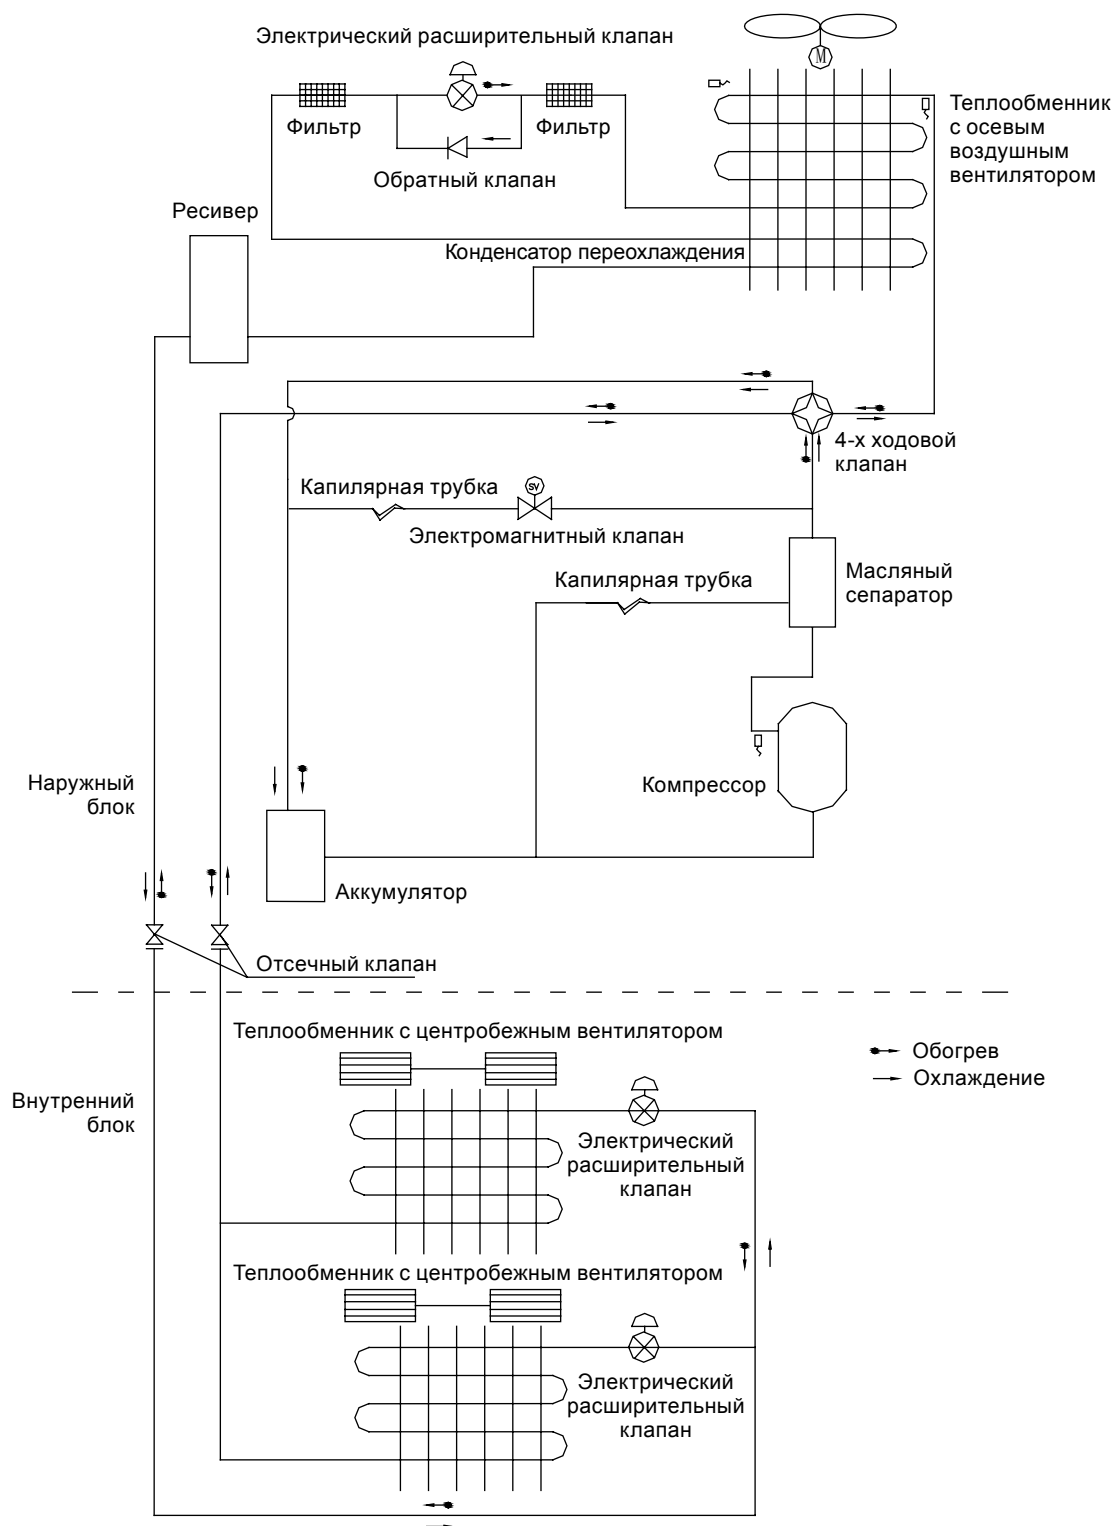 Электрический расширительный клапан
M
Фильтр
Фильтр
Обратный клапан
Теплообменник
с осевым
воздушным
вентилятором
Ресивер
Конденсатор переохлаждения
4-х ходовой
клапан
Капилярная трубка
SV
Электромагнитный клапан
Масляный
сепаратор
Капилярная трубка
Компрессор
Наружный
блок
Аккумулятор
Отсечный клапан
Теплообменник с центробежным вентилятором
Обогрев
Охлаждение
Внутренний
блок
Электрический
расширительный
клапан
Теплообменник с центробежным вентилятором
Электрический
расширительный
клапан